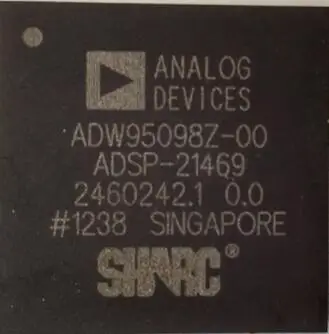 ANALOG
DEVICES
ADW95098Z-00
ADSP-21469
2460242.1 0.0
#1238 SINGAPORE
SHARC®